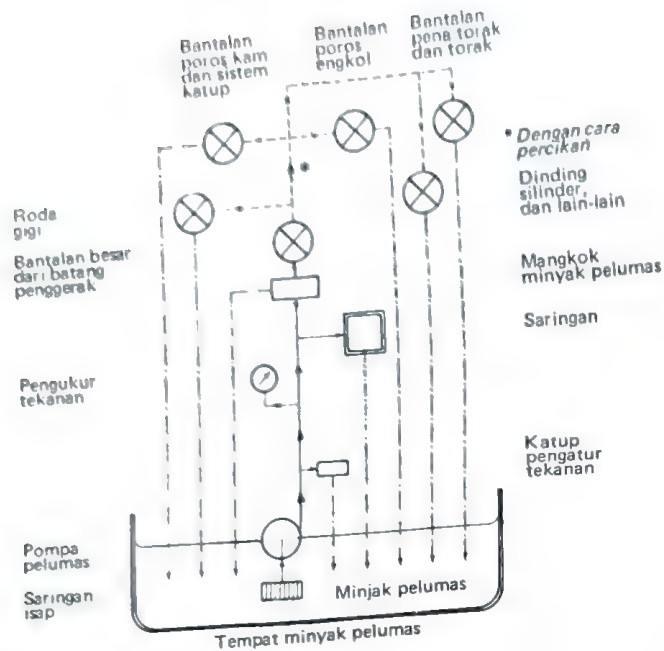 Bantalan
poros kam
dan sistem
katup
Bantalan
poros
engkol
Bantalan
pena torak
dan torak
* Dengan cara
percikan
Dinding
silinder,
dan lain-lain
Roda
gigi
Bantalan besar
dari batang
penggerak
Mangkok
minyak pelumas
Saringan
Pengukur
tekanan
Katup
pengatur
tekanan
Pompa
pelumas
Saringan
isap
Minjak pelumas
Tempat minyak pelumas